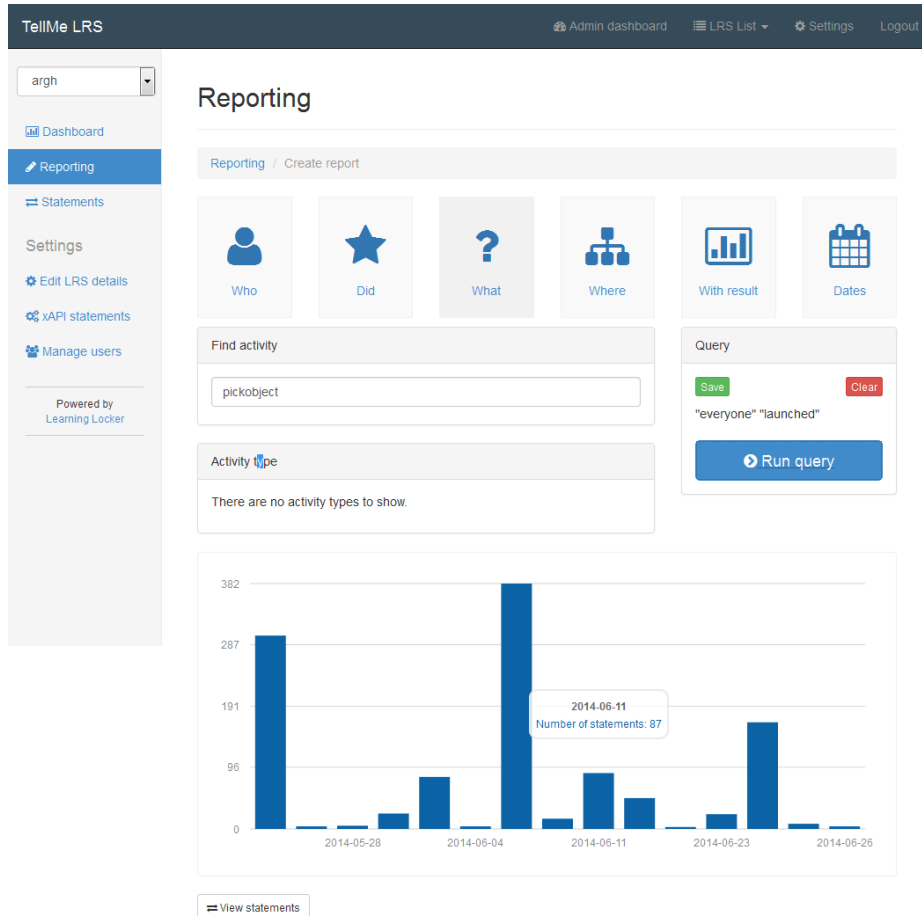 TellMe LRS
Admin dashboard
LRS List
Settings
Logout
argh
Dashboard
Reporting
Statements
Settings
Edit LRS details
xAPI statements
Manage users
Powered by
Learning Locker
Reporting
Reporting / Create report
Who
Did
What
Where
With result
Dates
Find activity
pickobject
Activity type
There are no activity types to show.
Query
Save
Clear
"everyone" "launched"
Run query
382
287
191
96
0
2014-06-11
Number of statements: 87
2014-05-28
2014-06-04
2014-06-11
2014-06-23
2014-06-26
View statements